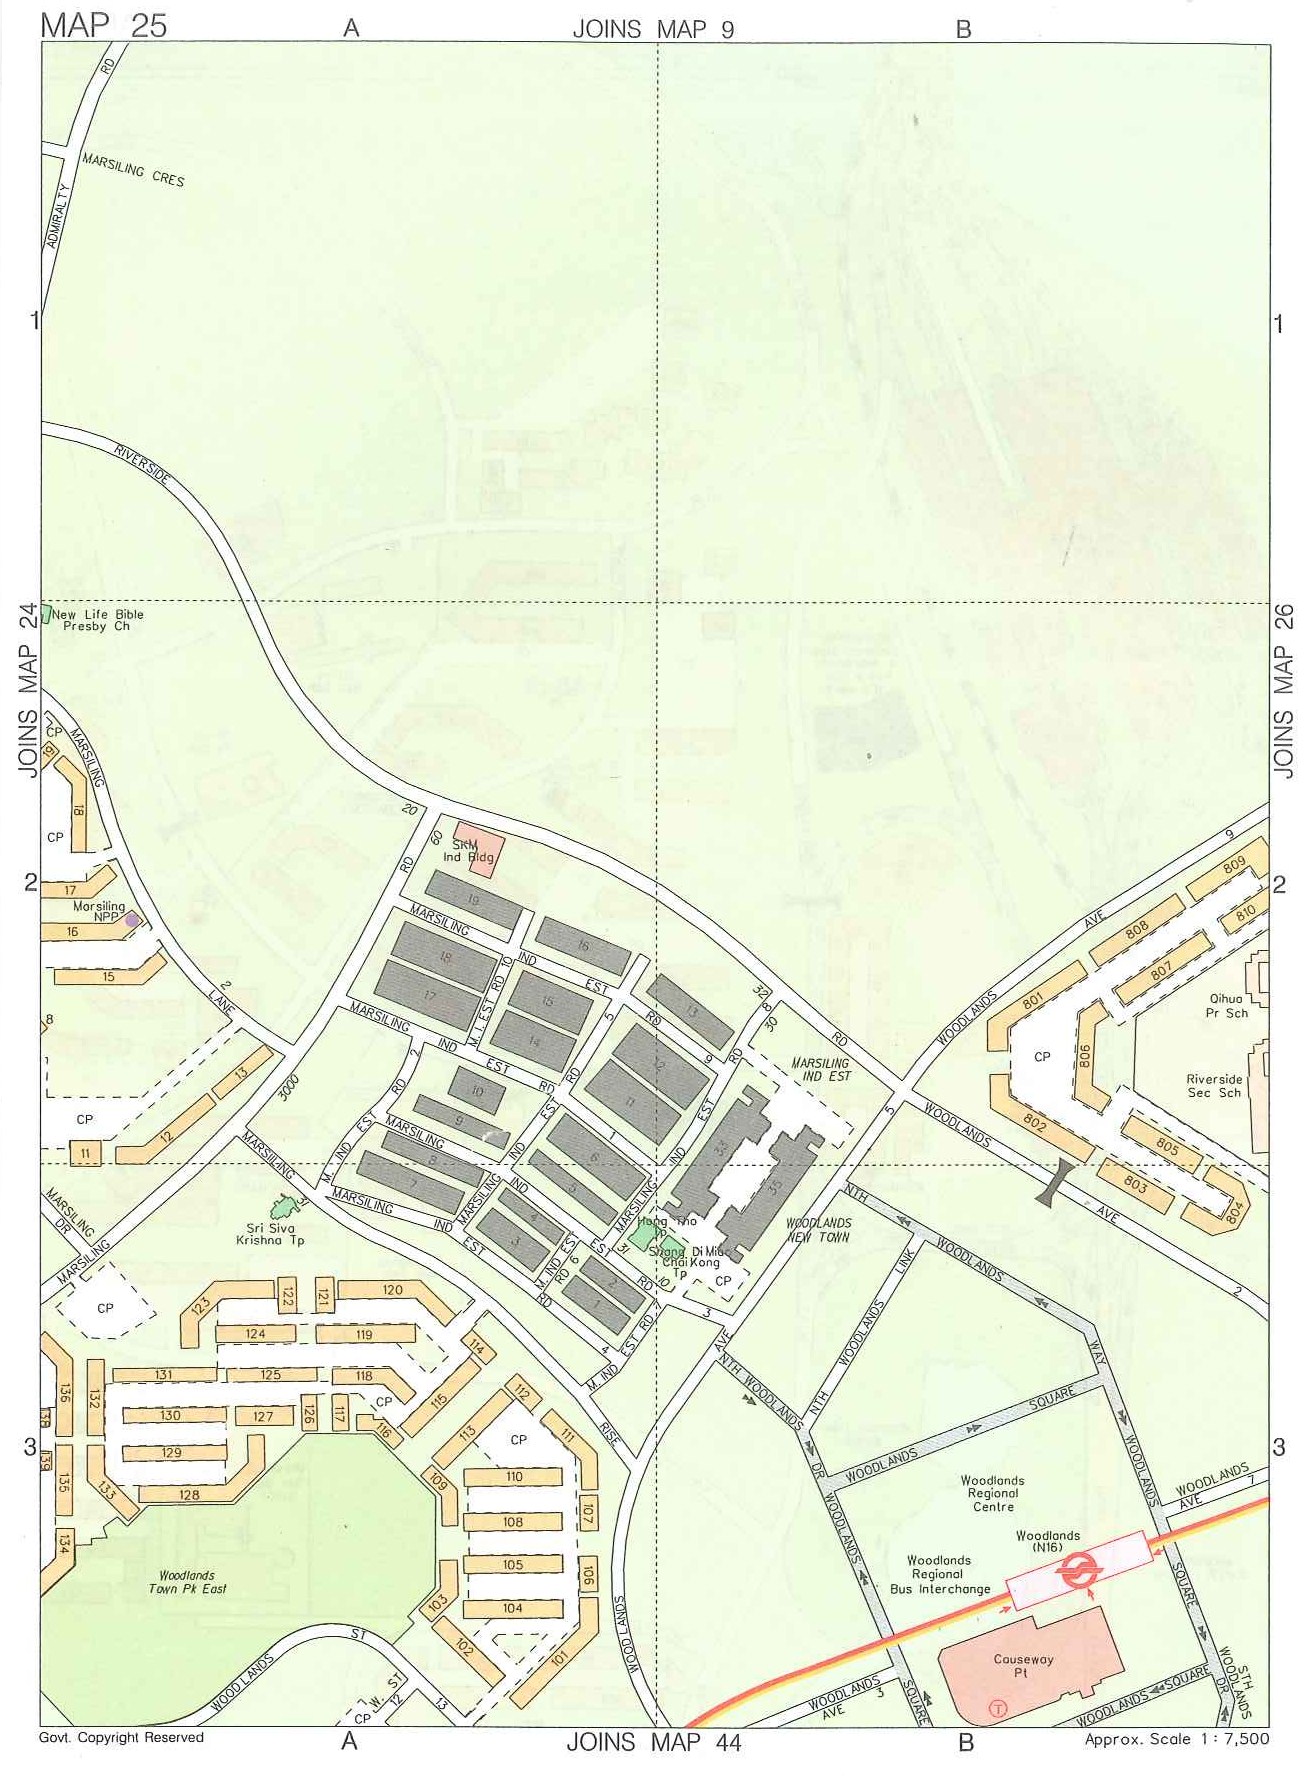 MAP 25
A
JOINS MAP 9
B
RD
MARSILING CRES
ADMIRALTY
1
1
RIVERSIDE
JOINS MAP 24
JOINS MAP 26
New Life Bible
Presby Ch
CP
MARSILING
18
CP
20
60
SKM
Ind Bldg
RD
9
809
2
2
17
19
Marsiling
NPP
MARSILING
AVE
810
808
16
16
18
IND
807
15
10
EST
2
LANE
17
15
13
32
8
30
WOODLANDS
801
Qihua
Pr Sch
MARSILING
M. I. EST RD
5
RD
8
IND
14
12
9
RD
RD
806
CP
2
EST
RD
MARSILING
IND EST
13
3000
10
RD
11
EST
Riverside
Sec Sch
CP
RD
9
EST
5
WOODLANDS
802
12
MARSILING
1
33
805
11
MARSILING
EST
8
IND
6
IND
803
M. IND
7
IND
5
35
NTH
804
MARSILING
DR
31
MARSILING
MARSILING
4
MARSILING
AVE
Sri Siva
Krishna Tp
IND
3
EST
Hong Tho
Tp
WOODLANDS
NEW TOWN
WOODLANDS
MARSILING
EST
M. IND
6
EST
31
Shang Di Miao
Chai Kong
Tp
LINK
RD
2
RD
10
CP
2
CP
RD
1
7
3
123
122
121
120
124
119
4
EST RD
AVE
WOODLANDS
WAY
114
M. IND
NTH WOODLANDS
136
132
131
125
118
CP
115
112
NTH
SQUARE
138
130
127
126
117
116
RISE
3
3
129
113
CP
111
DR
WOODLANDS
WOODLANDS
139
135
133
128
109
110
WOODLANDS
AVE
7
108
107
Woodlands
Regional
Centre
134
105
WOODLANDS
Woodlands
(N16)
Woodlands
Town Pk East
106
Woodlands
Regional
Bus Interchange
103
104
SQUARE
ST
102
101
WOODLANDS
WOODLANDS
Causeway
Pt
W. ST
12
13
CP
WOODLANDS
AVE
3
SQUARE
T
WOODLANDS
SQUARE
STH
WOODLANDS
DR
Govt. Copyright Reserved
A
JOINS MAP 44
B
Approx. Scale 1 : 7,500